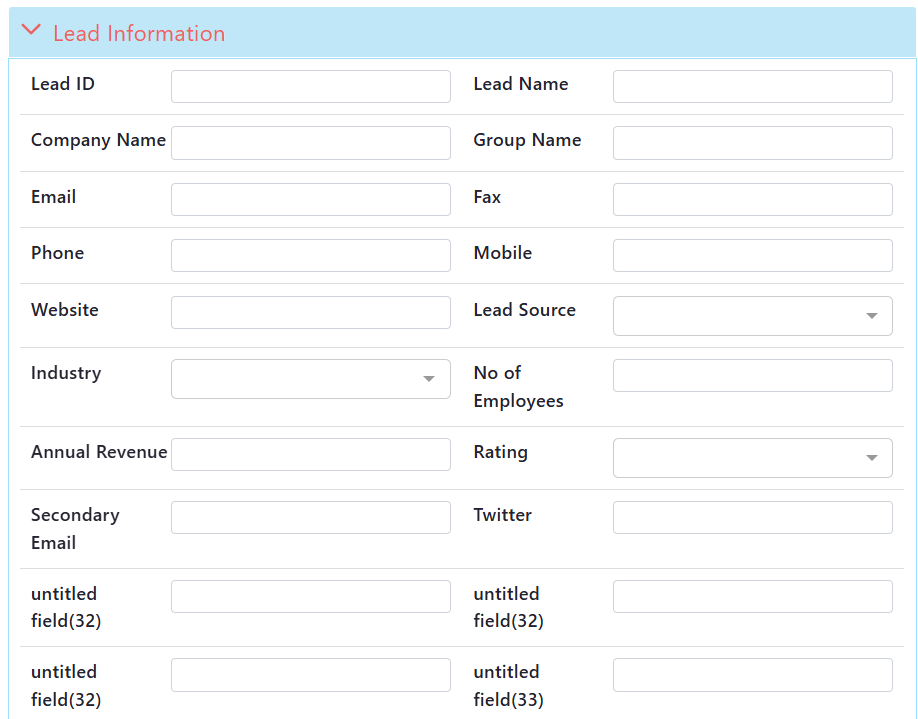 Lead Information
Lead ID
Lead Name
Company Name
Group Name
Email
Fax
Phone
Mobile
Website
Lead Source
Industry
No of
Employees
Annual Revenue
Rating
Secondary
Email
Twitter
untitled
field(32)
untitled
field(32)
untitled
field(32)
untitled
field(33)